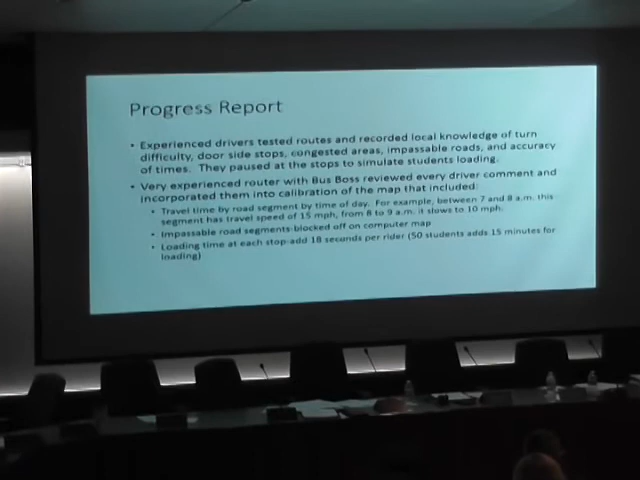 Progress Report
• Experienced drivers tested routes and recorded local knowledge of turn
difficulty, door side stops, congested areas, impassable roads, and accuracy
of times. They paused at the stops to simulate students loading.
• Very experienced router with Bus Boss reviewed every driver comment and
incorporated them into calibration of the map that included:
• Travel time by road segment by time of day. For example, between 7 and 8 a.m. this
segment has travel speed of 15 mph, from 8 to 9 a.m. it slows to 10 mph.
• Impassable road segments-blocked off on computer map
• Loading time at each stop-add 18 seconds per rider (50 students adds 15 minutes for
loading)